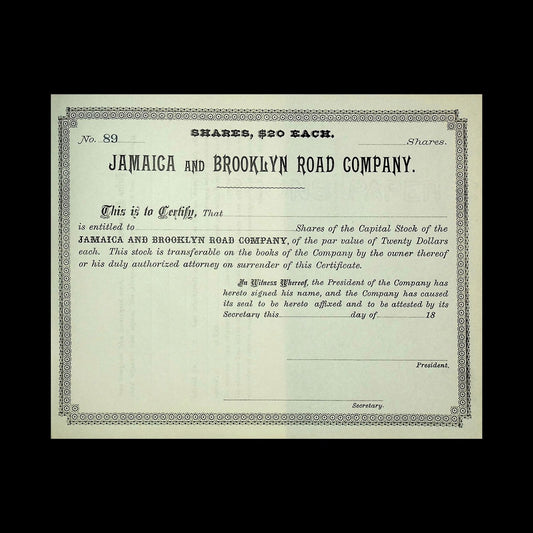 SHARES, $20 EACH.
No. 89 Shares.
JAMAICA AND BROOKLYN ROAD COMPANY.
This is to Certify, That
is entitled to Shares of the Capital Stock of the
JAMAICA AND BROOKLYN ROAD COMPANY, of the par value of Twenty Dollars
each. This stock is transferable on the books of the Company by the owner thereof
or his duly authorized attorney on surrender of this Certificate.
In Witness Whereof, the President of the Company has
hereto signed his name, and the Company has caused
its seal to be hereto affixed and to be attested by its
Secretary this day of 18
President.
Secretary.